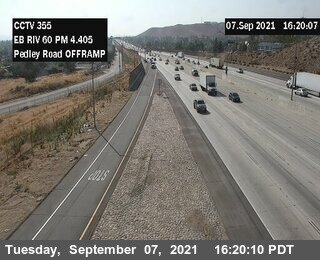 CCTV 355
EB RIV 60 PM 4.405
Pedley Road OFFRAMP
07.Sep 2021 16:20:07
STOP
Tuesday, September 07, 2021 16:20:10 PDT